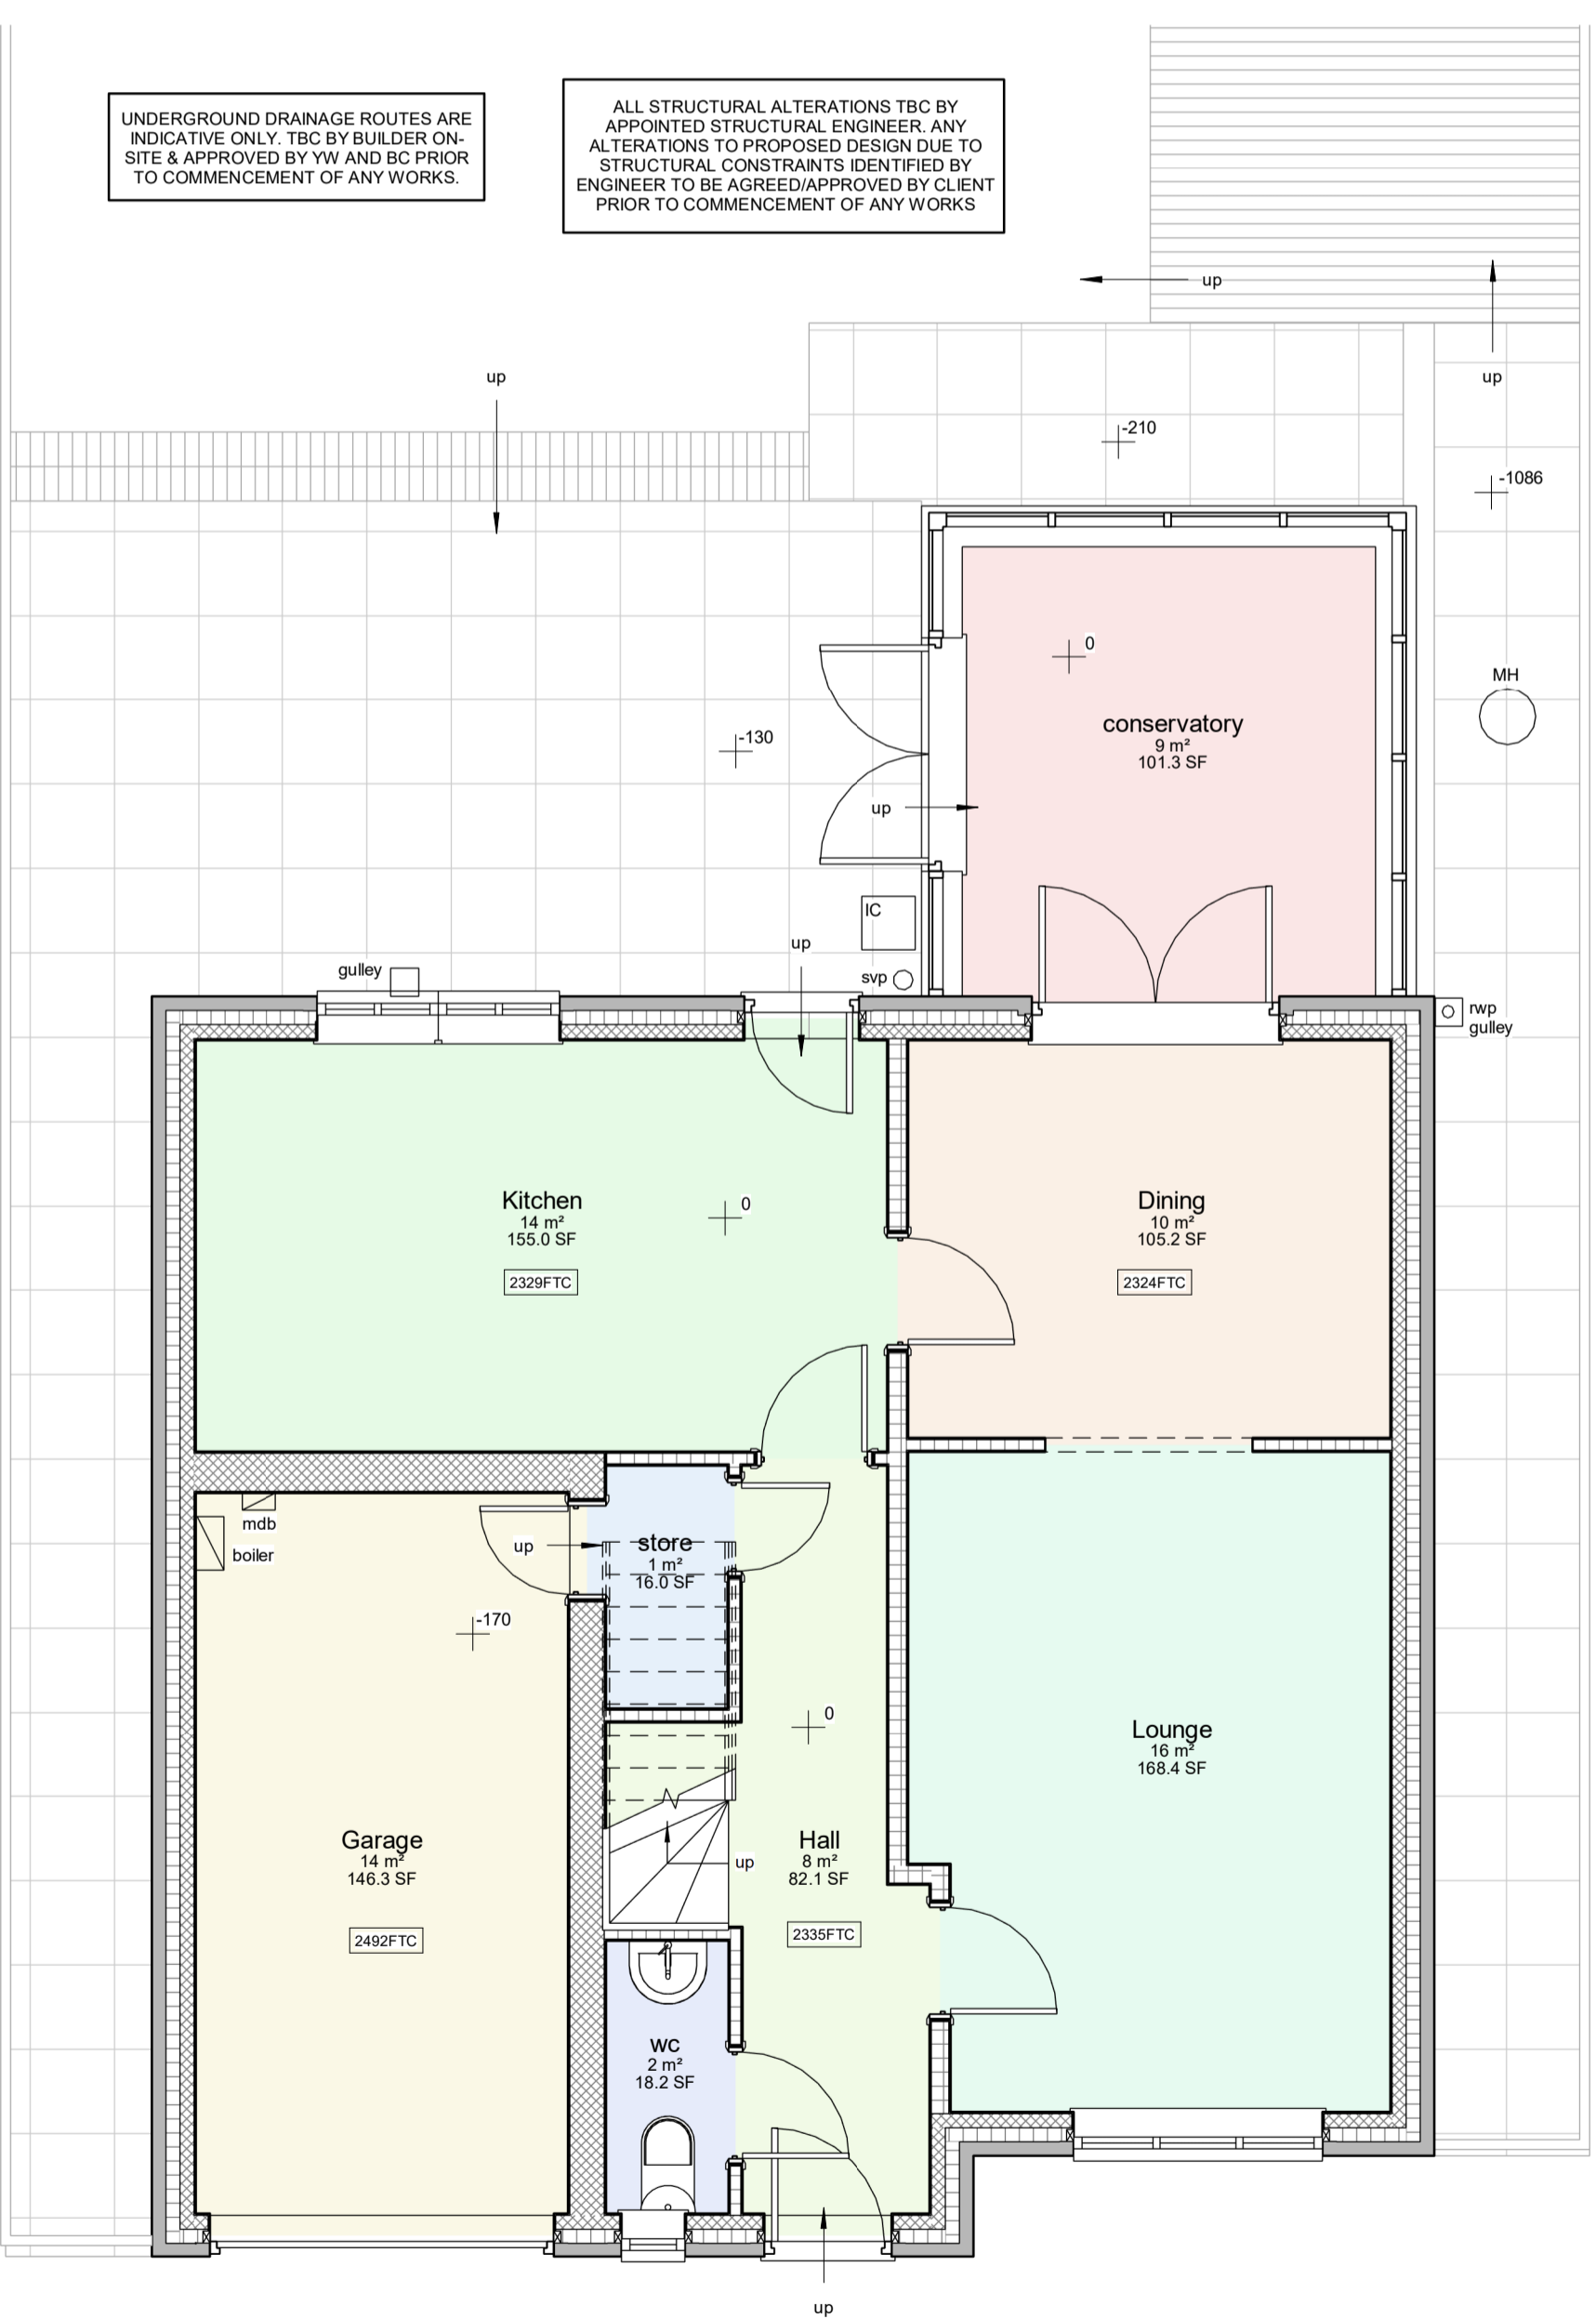 UNDERGROUND DRAINAGE ROUTES ARE
INDICATIVE ONLY. TBC BY BUILDER ON-
SITE & APPROVED BY YW AND BC PRIOR
TO COMMENCEMENT OF ANY WORKS.
ALL STRUCTURAL ALTERATIONS TBC BY
APPOINTED STRUCTURAL ENGINEER. ANY
ALTERATIONS TO PROPOSED DESIGN DUE TO
STRUCTURAL CONSTRAINTS IDENTIFIED BY
ENGINEER TO BE AGREED/APPROVED BY CLIENT
PRIOR TO COMMENCEMENT OF ANY WORKS
up
up
up
-210
-1086
0
MH
conservatory
9 m²
101.3 SF
-130
up
IC
up
svp
gulley
rwp
gulley
Kitchen
14 m²
155.0 SF
2329FTC
0
Dining
10 m²
105.2 SF
2324FTC
mdb
boiler
up
store
1 m²
16.0 SF
-170
0
Lounge
16 m²
168.4 SF
Garage
14 m²
146.3 SF
2492FTC
up
Hall
8 m²
82.1 SF
2335FTC
wc
2 m²
18.2 SF
up